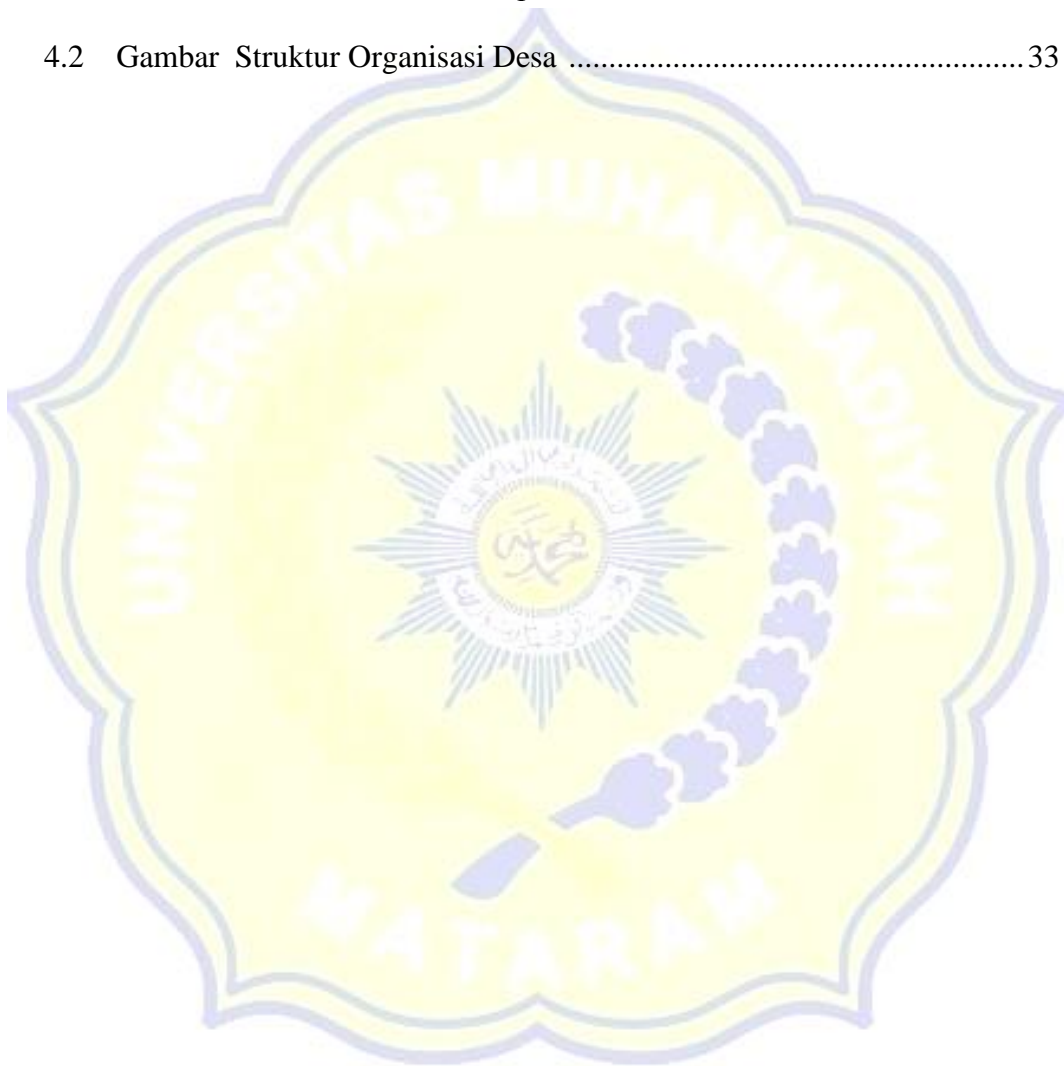 4.2 Gambar Struktur Organisasi Desa ........................................................ 33
UNIVERSITAS MUHAMMADIYAH
MATARAM